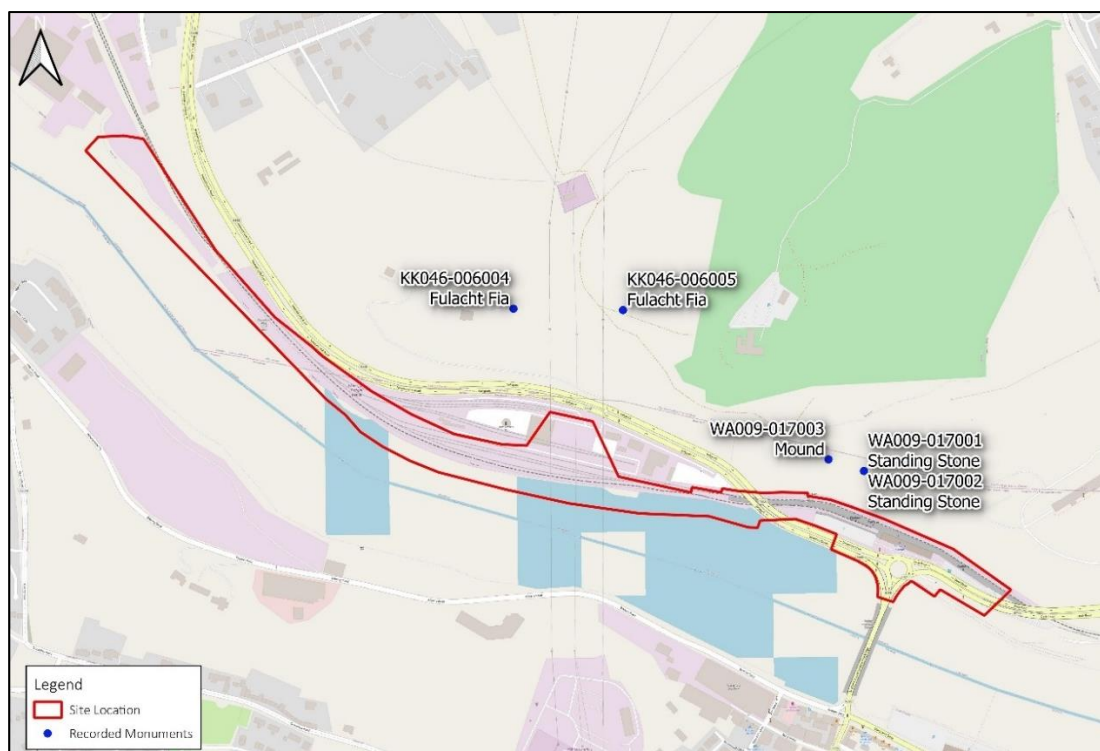 N
KK046-006004
Fulacht Fia
KK046-006005
Fulacht Fia
WA009-017003
Mound
WA009-017001
Standing Stone
WA009-017002
Standing Stone
Legend
Site Location
Recorded Monuments